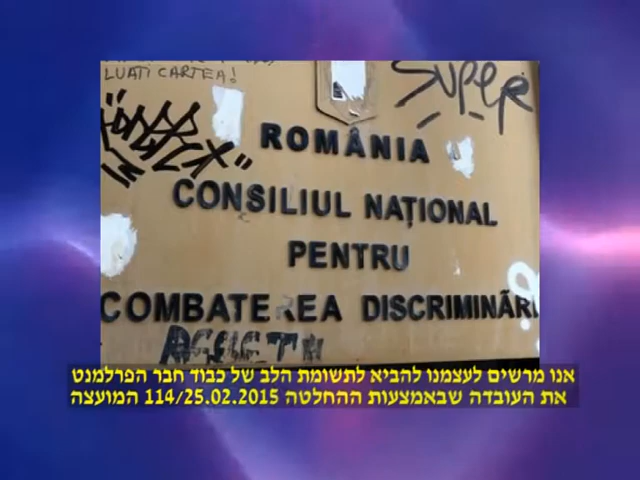 LUATI CARTEA!
SUPER
ROMÂNIA
CONSILIUL NAȚIONAL
PENTRU
COMBATEREA DISCRIMINĂRI
אנו מרשים לעצמנו להביא לתשומת הלב של כבוד חבר הפרלמנט
את העובדה שבאמצעות ההחלטה 114/25.02.2015 המועצה